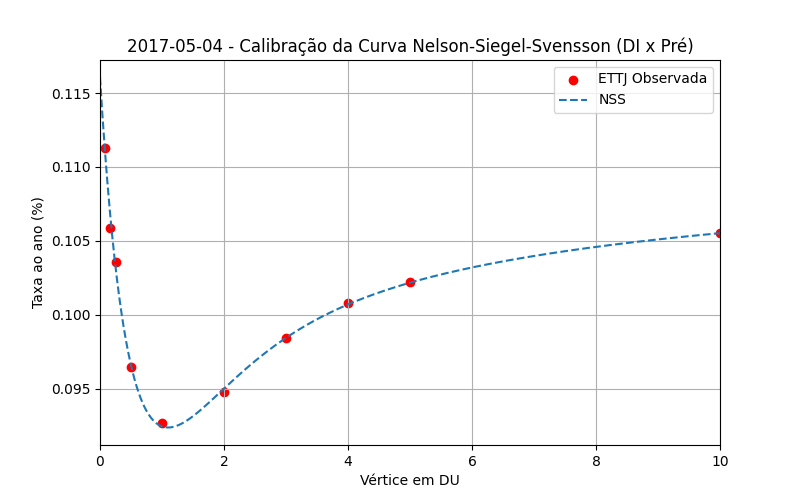 2017-05-04 - Calibração da Curva Nelson-Siegel-Svensson (DI x Pré)
ETTJ Observada
NSS
Taxa ao ano (%)
0.115
0.110
0.105
0.100
0.095
0 2 4 6 8 10
Vértice em DU